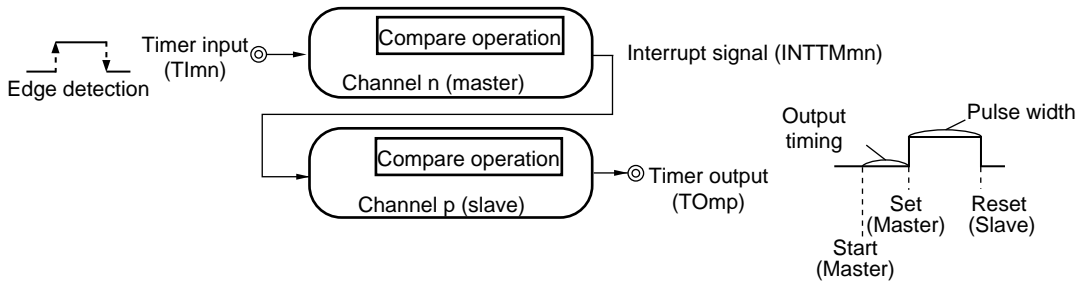 Compare operation
Timer input
(TImn)
Interrupt signal (INTTMmn)
Channel n (master)
Edge detection
Compare operation
Channel p (slave)
Timer output
(TOmp)
Output
timing
Pulse width
Set
(Master)
Reset
(Slave)
Start
(Master)